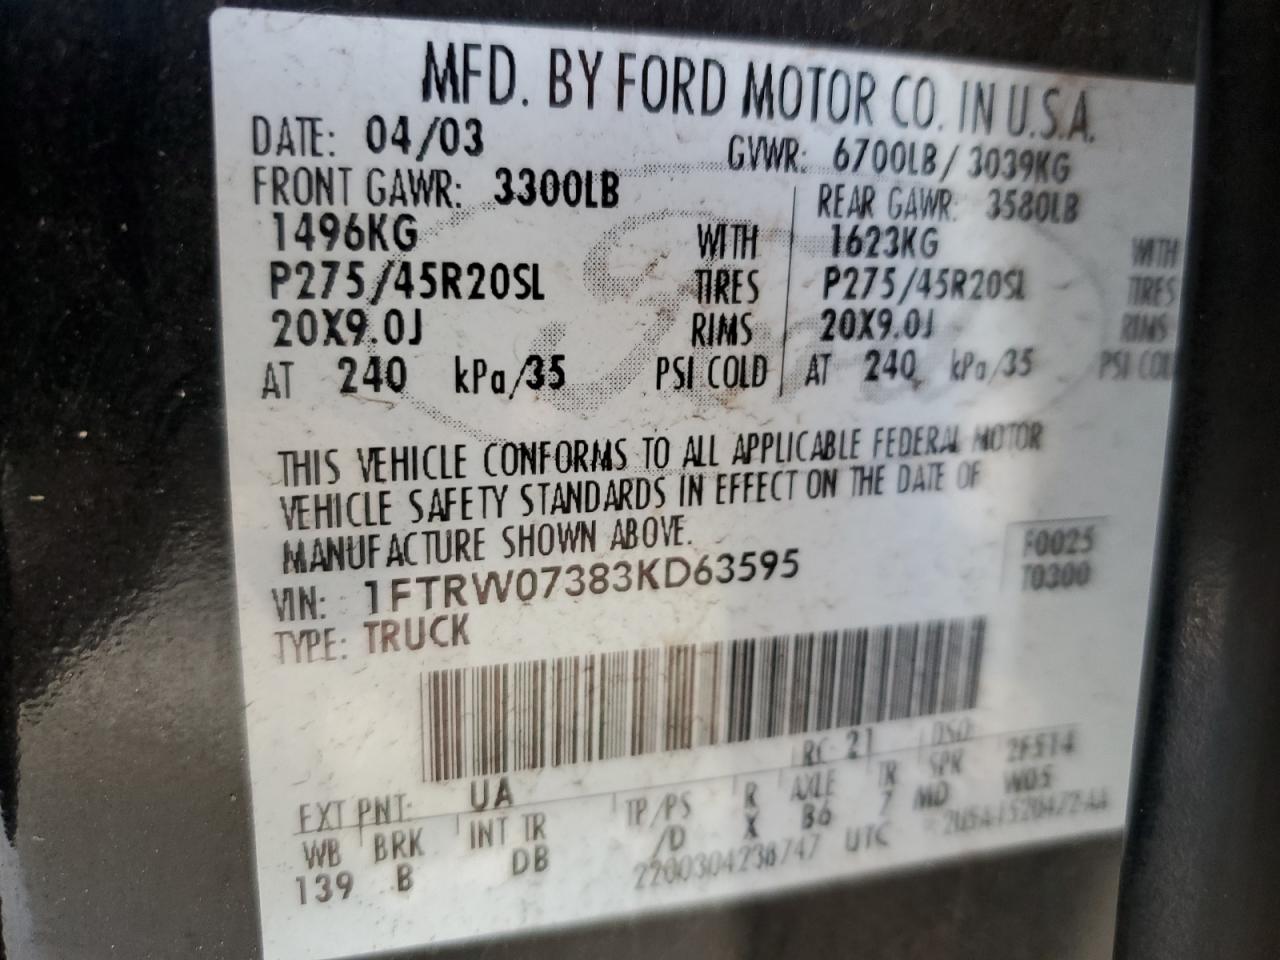 MFD. BY FORD MOTOR CO. IN U.S.A.
DATE: 04/03 GVWR: 6700LB/ 3039KG
FRONT GAWR: 3300LB REAR GAWR: 3580LB
1496KG WITH 1623KG WITH
P275/45R20SL TIRES P275/45R20SL TIRES
20X9.0J RIMS 20X9.0J RIMS
AT 240 kPa/35 PSI COLD AT 240 kPa/35 PSI COL
THIS VEHICLE CONFORMS TO ALL APPLICABLE FEDERAL MOTOR
VEHICLE SAFETY STANDARDS IN EFFECT ON THE DATE OF
MANUFACTURE SHOWN ABOVE.
F0025
VIN: 1FTRW07383KD63595 T0300
TYPE: TRUCK
EXT PNT: UA RC: 21 DSO:
WB BRK INT TR TP/PS R AXLE TR SPR 2F514
139 B DB /D X B6 7 MD W05
2200304238747 UTC